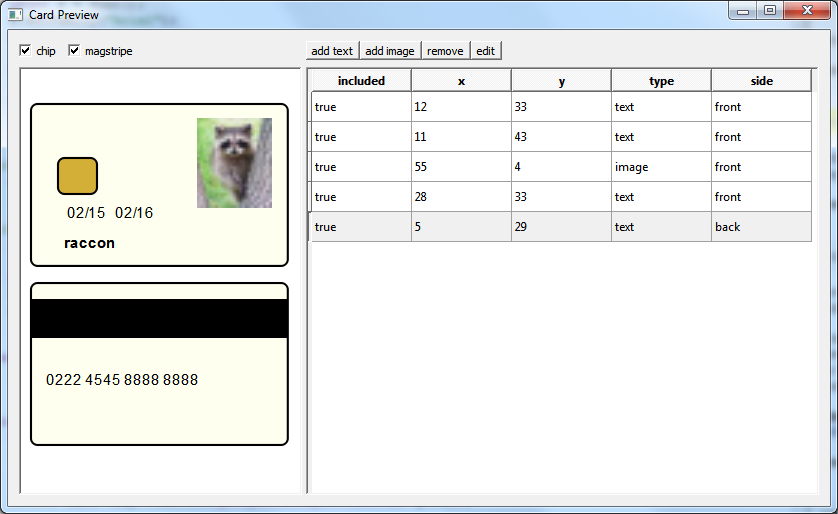 Card Preview
chip magstripe add text add image remove edit
included x y type side
true 12 33 text front
true 11 43 text front
true 55 4 image front
true 28 33 text front
true 5 29 text back
02/15 02/16
raccon
0222 4545 8888 8888